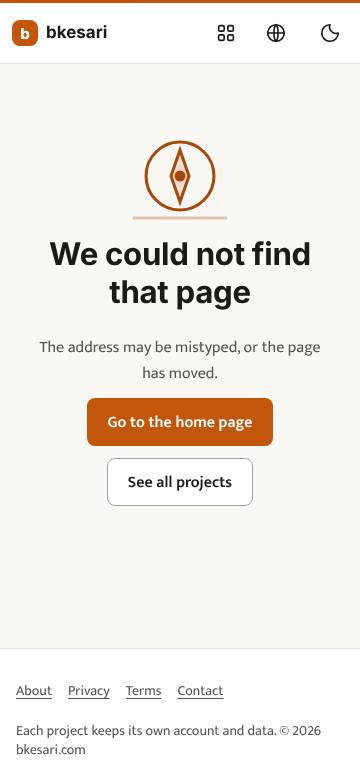 b bkesari
We could not find
that page
The address may be mistyped, or the page
has moved.
Go to the home page
See all projects
About Privacy Terms Contact
Each project keeps its own account and data. © 2026
bkesari.com